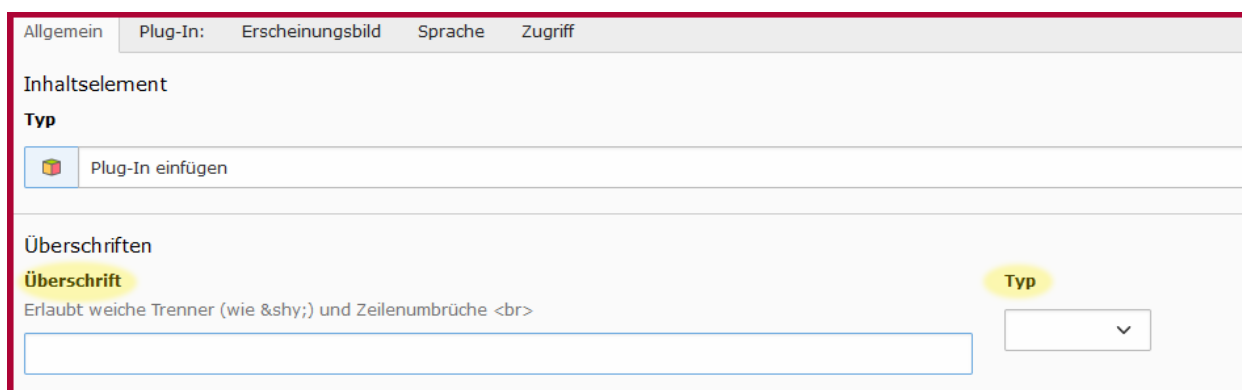 Allgemein Plug-In: Erscheinungsbild Sprache Zugriff
Inhaltselement
Typ
Plug-In einfügen
Überschriften
Überschrift Typ
Erlaubt weiche Trenner (wie &shy;) und Zeilenumbrüche <br>